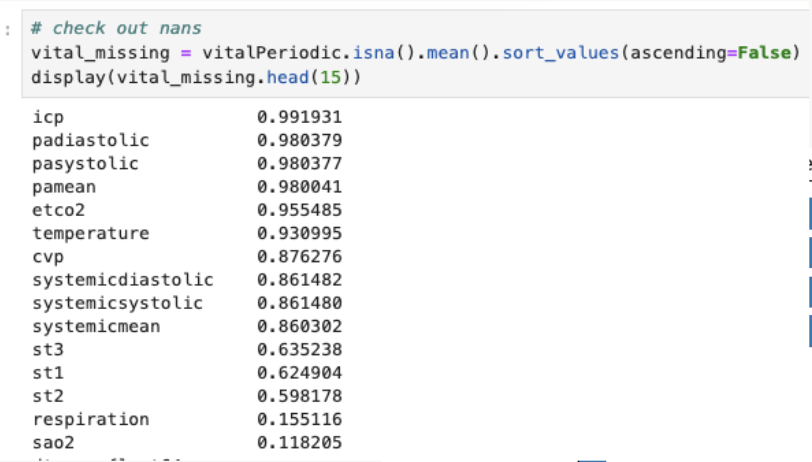 : # check out nans
vital_missing = vitalPeriodic.isna().mean().sort_values(ascending=False)
display(vital_missing.head(15))
icp 0.991931
padiastolic 0.980379
pasystolic 0.980377
pamean 0.980041
etco2 0.955485
temperature 0.930995
cvp 0.876276
systemicdiastolic 0.861482
systemicsystolic 0.861480
systemicmean 0.860302
st3 0.635238
st1 0.624904
st2 0.598178
respiration 0.155116
sao2 0.118205